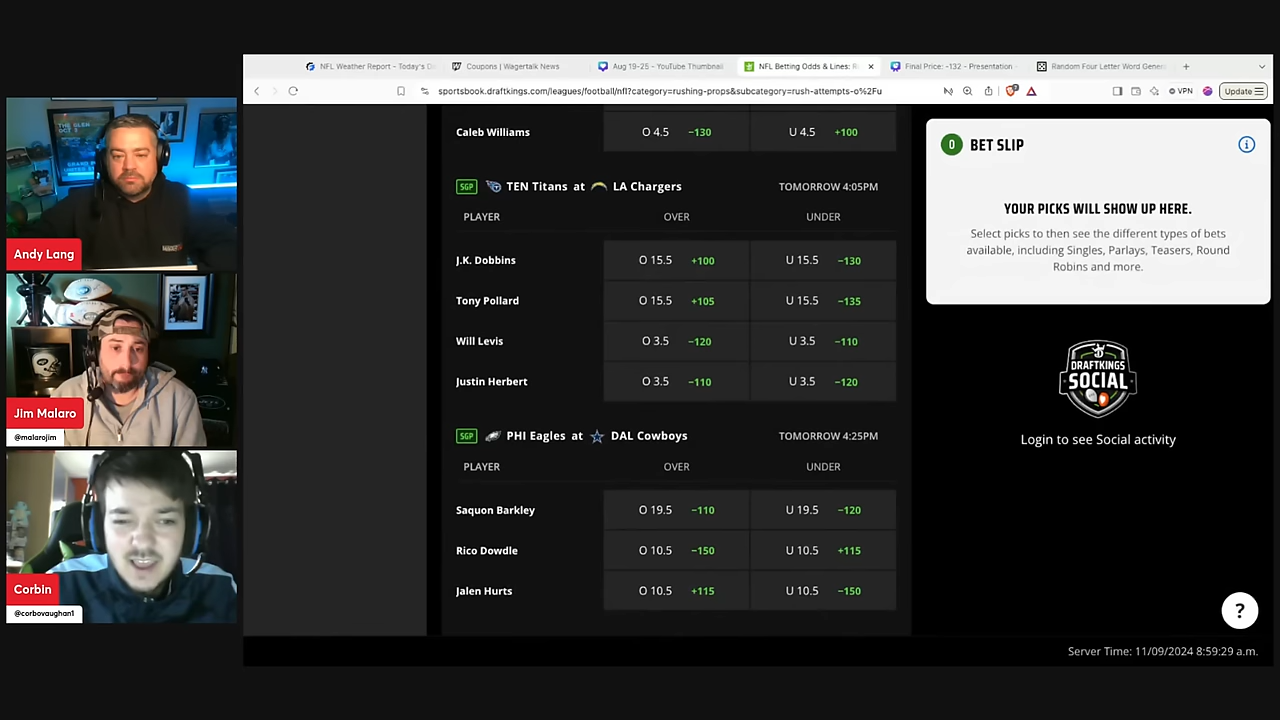 NFL Weather Report - Today's Da
Coupons | Wagertalk News
Aug 19-25 - YouTube Thumbnail
NFL Betting Odds & Lines: R
Final Price: -132 - Presentation
Random Four Letter Word Gener
sportsbook.draftkings.com/leagues/football/nfl?category=rushing-props&subcategory=rush-attempts-o%2Fu
VPN
Update
Caleb Williams O 4.5 −130 U 4.5 +100
SGP TEN Titans at LA Chargers TOMORROW 4:05PM
PLAYER OVER UNDER
J.K. Dobbins O 15.5 +100 U 15.5 −130
Tony Pollard O 15.5 +105 U 15.5 −135
Will Levis O 3.5 −120 U 3.5 −110
Justin Herbert O 3.5 −110 U 3.5 −120
SGP PHI Eagles at DAL Cowboys TOMORROW 4:25PM
PLAYER OVER UNDER
Saquon Barkley O 19.5 −110 U 19.5 −120
Rico Dowdle O 10.5 −150 U 10.5 +115
Jalen Hurts O 10.5 +115 U 10.5 −150
0 BET SLIP
YOUR PICKS WILL SHOW UP HERE.
Select picks to then see the different types of bets
available, including Singles, Parlays, Teasers, Round
Robins and more.
DRAFTKINGS
SOCIAL
Login to see Social activity
?
Server Time: 11/09/2024 8:59:29 a.m.
Andy Lang
JIm Malaro
@malarojim
Corbin
@corbovaughan1